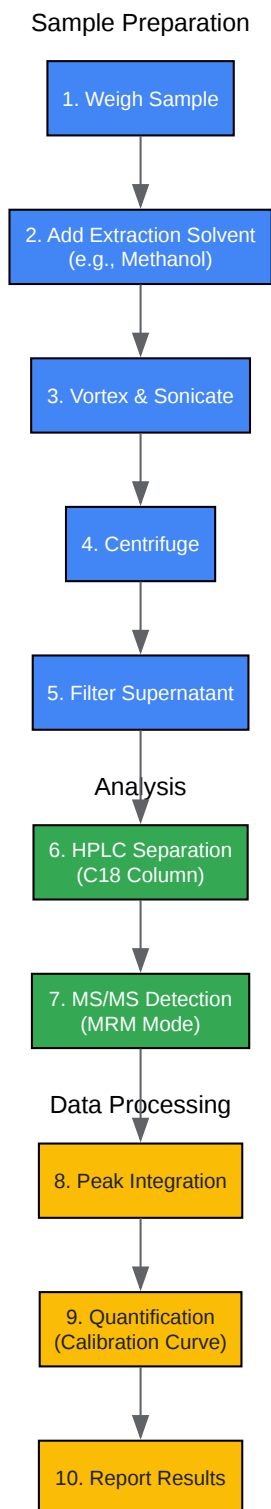 Sample Preparation
1. Weigh Sample
2. Add Extraction Solvent
(e.g., Methanol)
3. Vortex & Sonicate
4. Centrifuge
5. Filter Supernatant
Analysis
6. HPLC Separation
(C18 Column)
7. MS/MS Detection
(MRM Mode)
Data Processing
8. Peak Integration
9. Quantification
(Calibration Curve)
10. Report Results